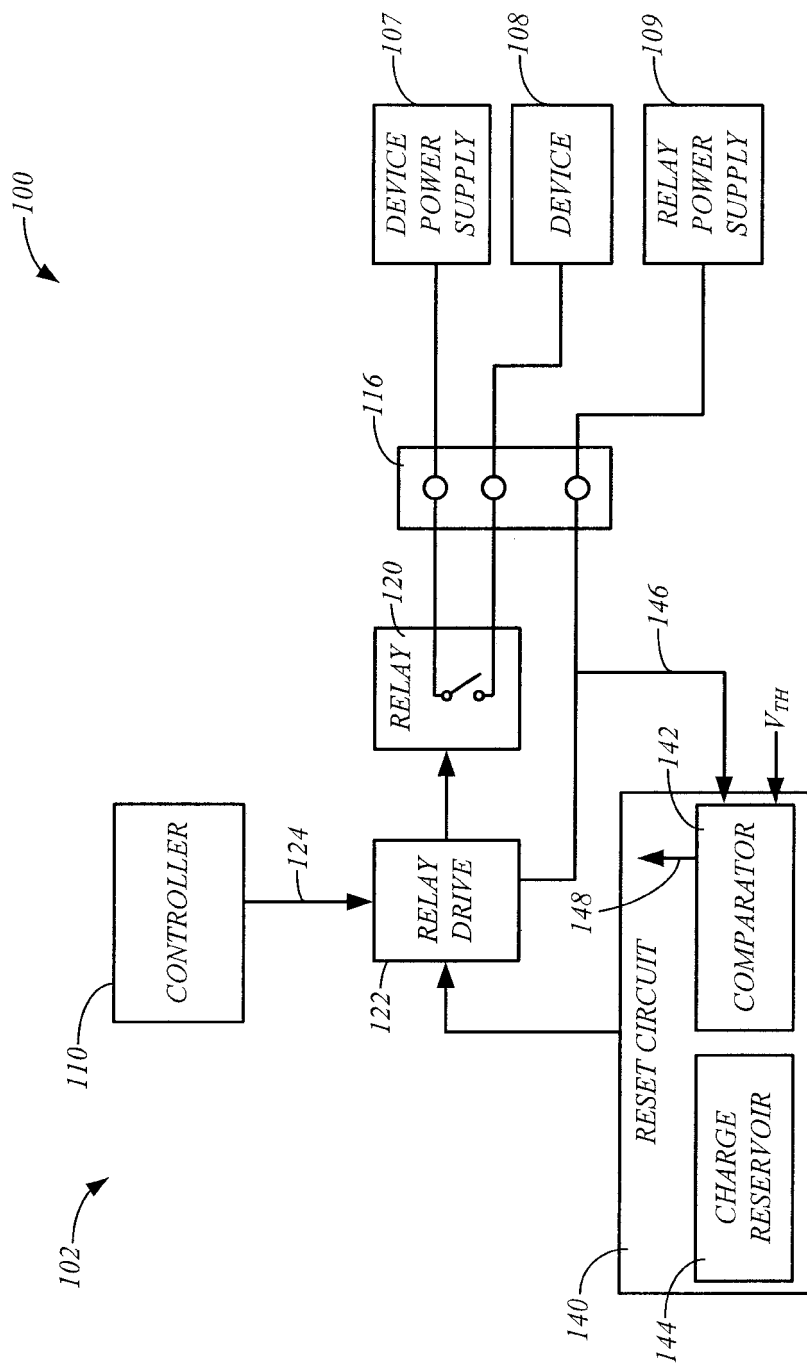 100
102
110
CONTROLLER
124
122
RELAY
DRIVE
RELAY
120
116
DEVICE
POWER
SUPPLY
107
DEVICE
108
RELAY
POWER
SUPPLY
109
146
V_TH
140
RESET CIRCUIT
148
142
COMPARATOR
144
CHARGE
RESERVOIR